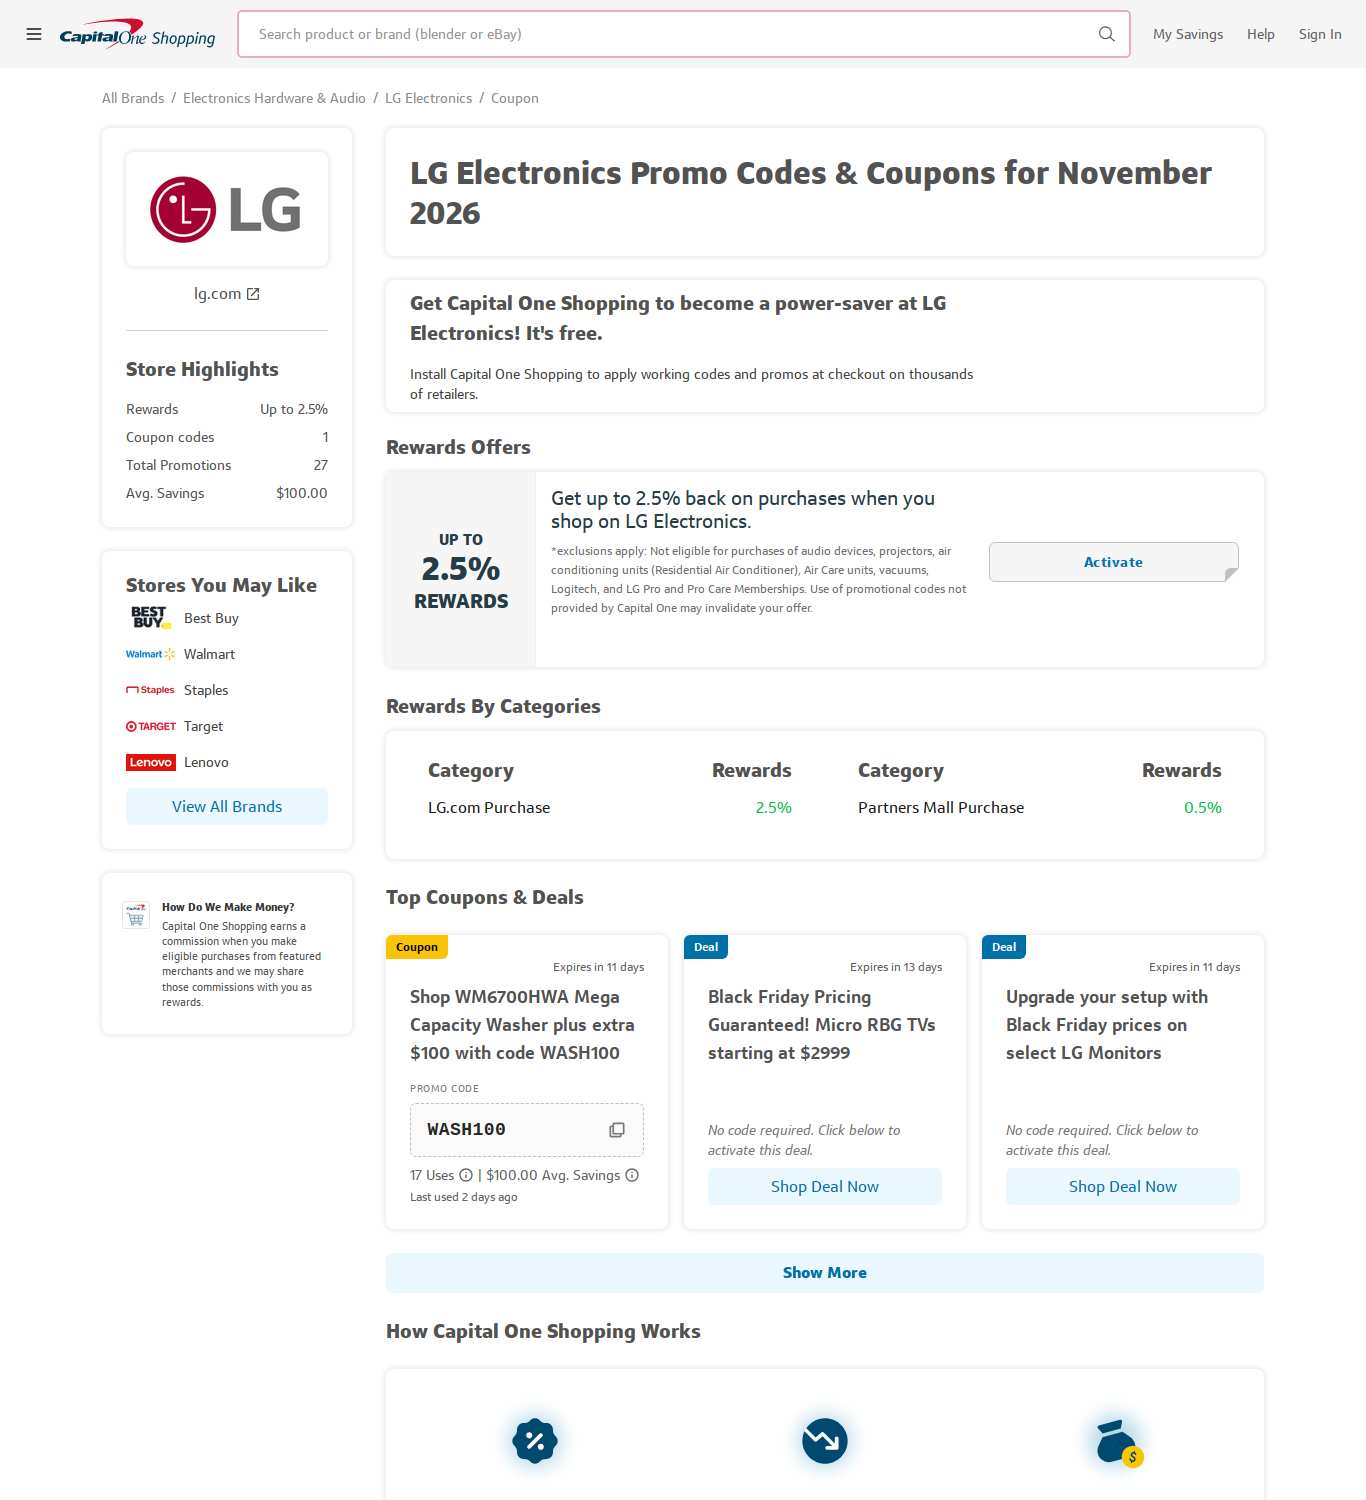 CapitalOne Shopping
Search product or brand (blender or eBay)
My Savings
Help
Sign In
All Brands / Electronics Hardware & Audio / LG Electronics / Coupon
LG
lg.com
Store Highlights
Rewards Up to 2.5%
Coupon codes 1
Total Promotions 27
Avg. Savings $100.00
Stores You May Like
BEST
BUY
Best Buy
Walmart
Walmart
Staples
Staples
TARGET
Target
Lenovo
Lenovo
View All Brands
How Do We Make Money?
Capital One Shopping earns a
commission when you make
eligible purchases from featured
merchants and we may share
those commissions with you as
rewards.
LG Electronics Promo Codes & Coupons for November
2026
Get Capital One Shopping to become a power-saver at LG
Electronics! It's free.
Install Capital One Shopping to apply working codes and promos at checkout on thousands
of retailers.
Rewards Offers
UP TO
2.5%
REWARDS
Get up to 2.5% back on purchases when you
shop on LG Electronics.
*exclusions apply: Not eligible for purchases of audio devices, projectors, air
conditioning units (Residential Air Conditioner), Air Care units, vacuums,
Logitech, and LG Pro and Pro Care Memberships. Use of promotional codes not
provided by Capital One may invalidate your offer.
Activate
Rewards By Categories
Category Rewards Category Rewards
LG.com Purchase 2.5% Partners Mall Purchase 0.5%
Top Coupons & Deals
Coupon
Expires in 11 days
Shop WM6700HWA Mega
Capacity Washer plus extra
$100 with code WASH100
PROMO CODE
WASH100
17 Uses | $100.00 Avg. Savings
Last used 2 days ago
Deal
Expires in 13 days
Black Friday Pricing
Guaranteed! Micro RBG TVs
starting at $2999
No code required. Click below to
activate this deal.
Shop Deal Now
Deal
Expires in 11 days
Upgrade your setup with
Black Friday prices on
select LG Monitors
No code required. Click below to
activate this deal.
Shop Deal Now
Show More
How Capital One Shopping Works